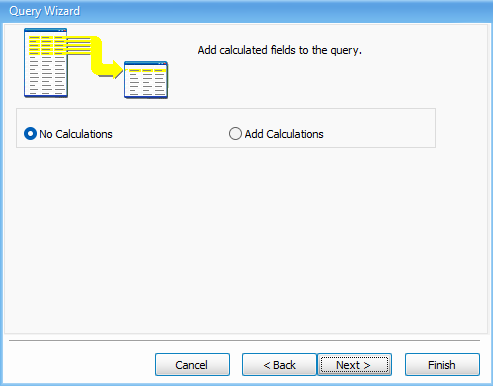 Query Wizard
Add calculated fields to the query.
No Calculations Add Calculations
Cancel < Back Next > Finish